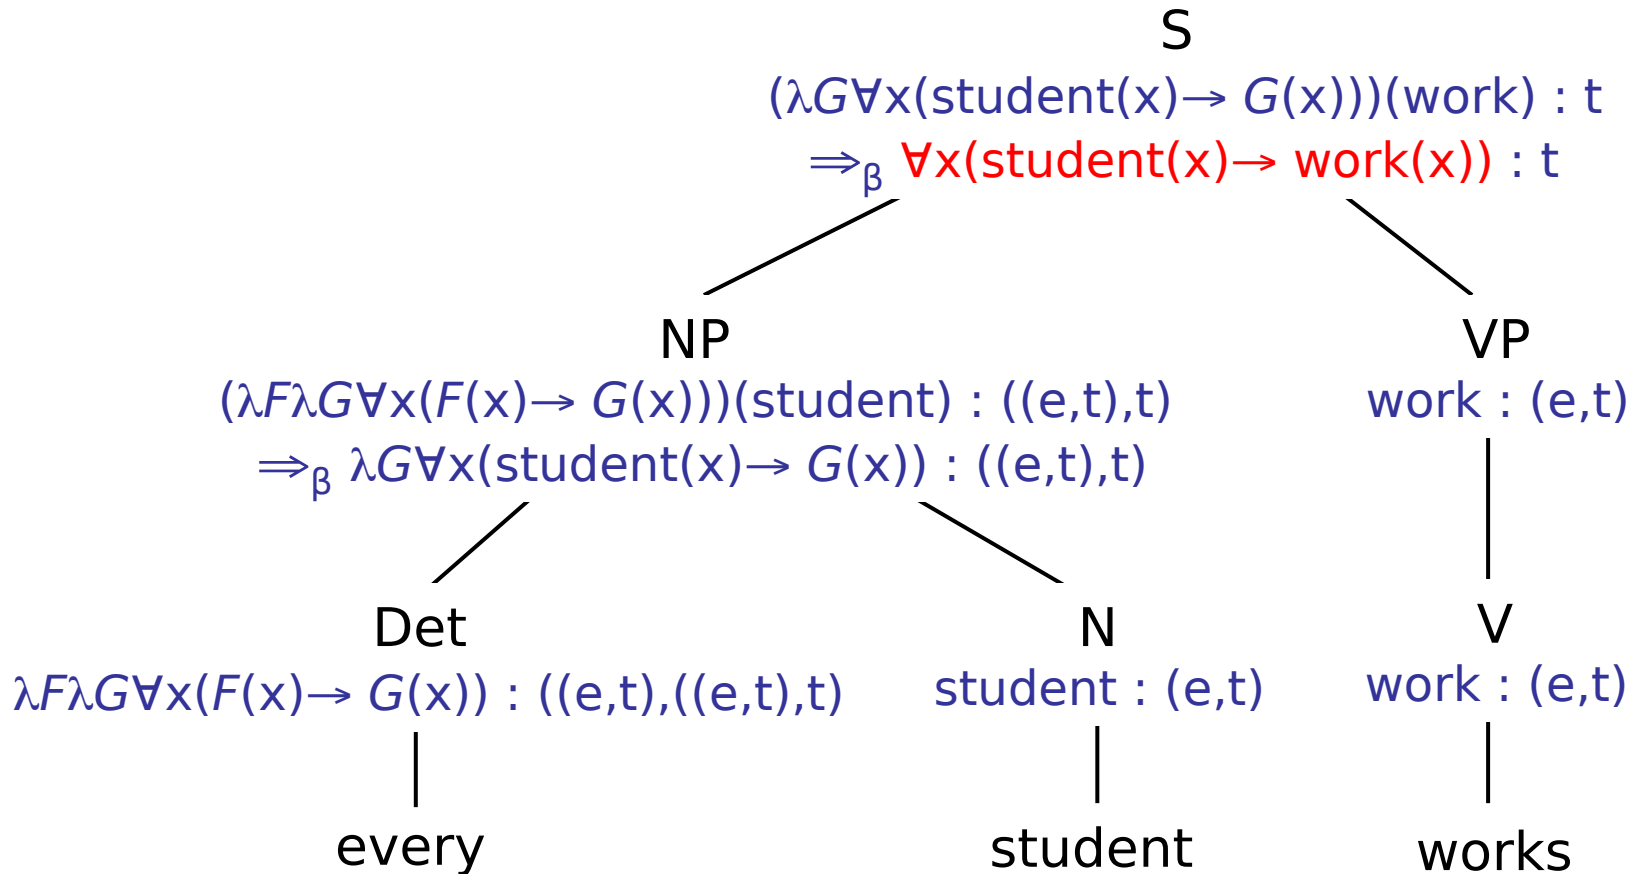 S
(λG∀x(student(x)→ G(x)))(work) : t
⇒β ∀x(student(x)→ work(x)) : t
NP
VP
(λFλG∀x(F(x)→ G(x)))(student) : ((e,t),t)
work : (e,t)
⇒β λG∀x(student(x)→ G(x)) : ((e,t),t)
Det
N
V
λFλG∀x(F(x)→ G(x)) : ((e,t),((e,t),t)
student : (e,t)
work : (e,t)
every
student
works